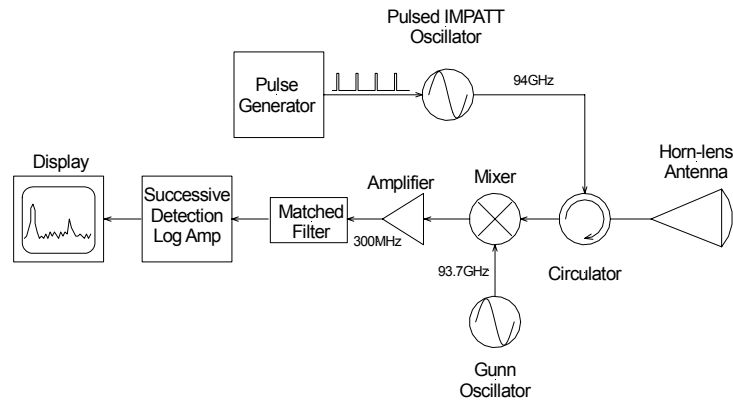 Pulsed IMPATT
Oscillator
Pulse
Generator
94GHz
Horn-lens
Antenna
Display
Successive
Detection
Log Amp
Matched
Filter
Amplifier
300MHz
Mixer
93.7GHz
Circulator
Gunn
Oscillator